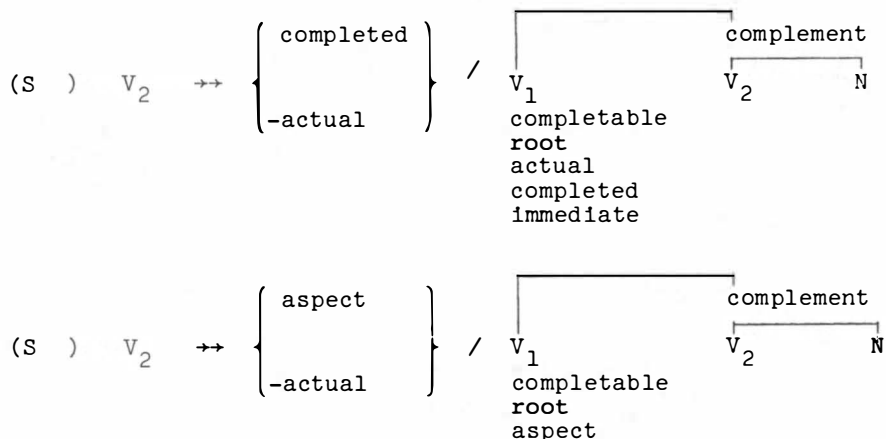 completed
complement
(S ) V₂ →→ / V₁ V₂ N
-actual
completable
root
actual
completed
immediate
aspect
complement
(S ) V₂ →→ / V₁ V₂ N
-actual
completable
root
aspect